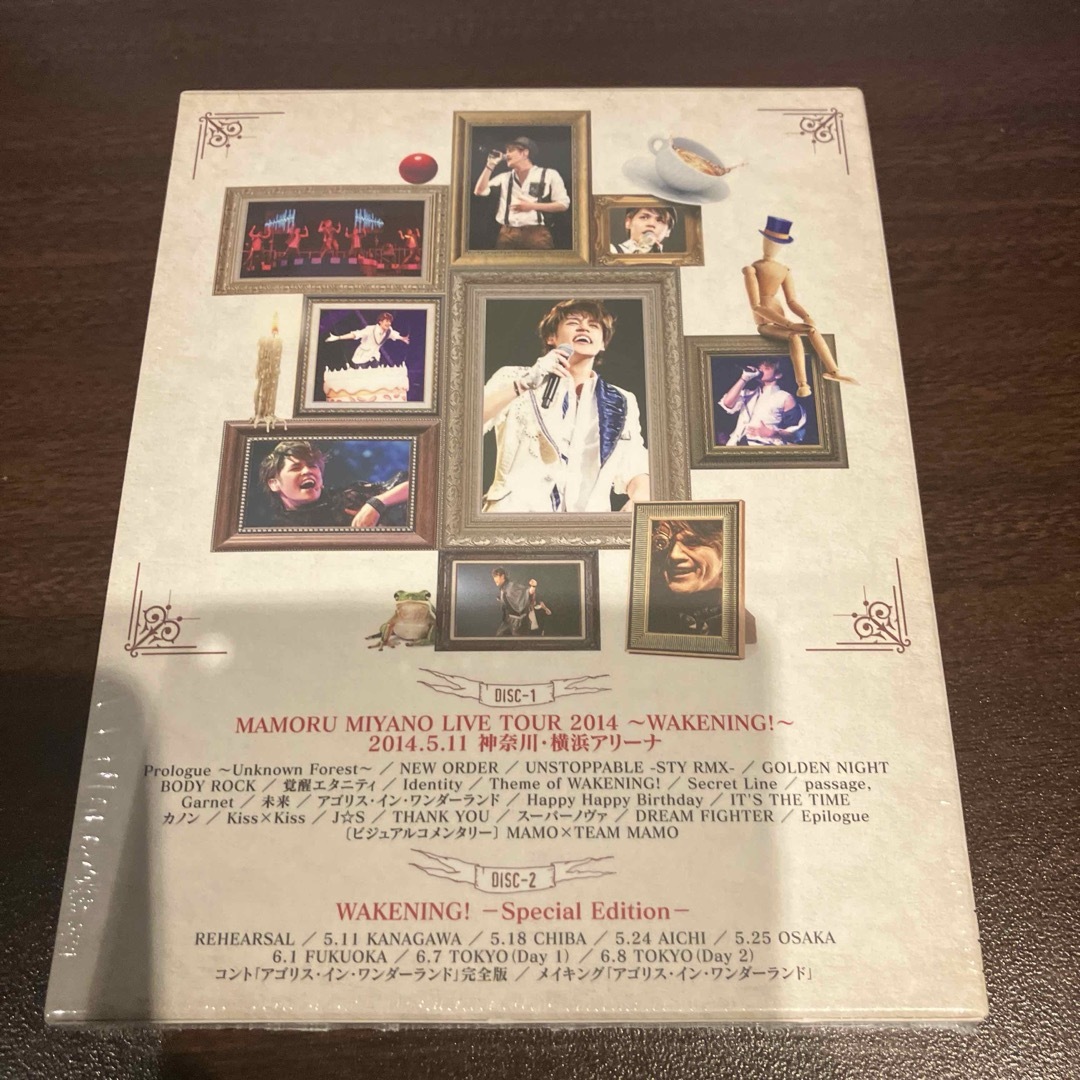 DISC-1
MAMORU MIYANO LIVE TOUR 2014 ～WAKENING!～
2014.5.11 神奈川・横浜アリーナ
Prologue ～Unknown Forest～ ／ NEW ORDER ／ UNSTOPPABLE -STY RMX- ／ GOLDEN NIGHT
BODY ROCK ／ 覚醒エタニティ ／ Identity ／ Theme of WAKENING! ／ Secret Line ／ passage,
Garnet ／ 未来 ／ アゴリス・イン・ワンダーランド ／ Happy Happy Birthday ／ IT'S THE TIME
カノン ／ Kiss×Kiss ／ J☆S ／ THANK YOU ／ スーパーノヴァ ／ DREAM FIGHTER ／ Epilogue
［ビジュアルコメンタリー］ MAMO×TEAM MAMO
DISC-2
WAKENING! －Special Edition－
REHEARSAL ／ 5.11 KANAGAWA ／ 5.18 CHIBA ／ 5.24 AICHI ／ 5.25 OSAKA
6.1 FUKUOKA ／ 6.7 TOKYO（Day 1） ／ 6.8 TOKYO（Day 2）
コント「アゴリス・イン・ワンダーランド」完全版 ／ メイキング「アゴリス・イン・ワンダーランド」